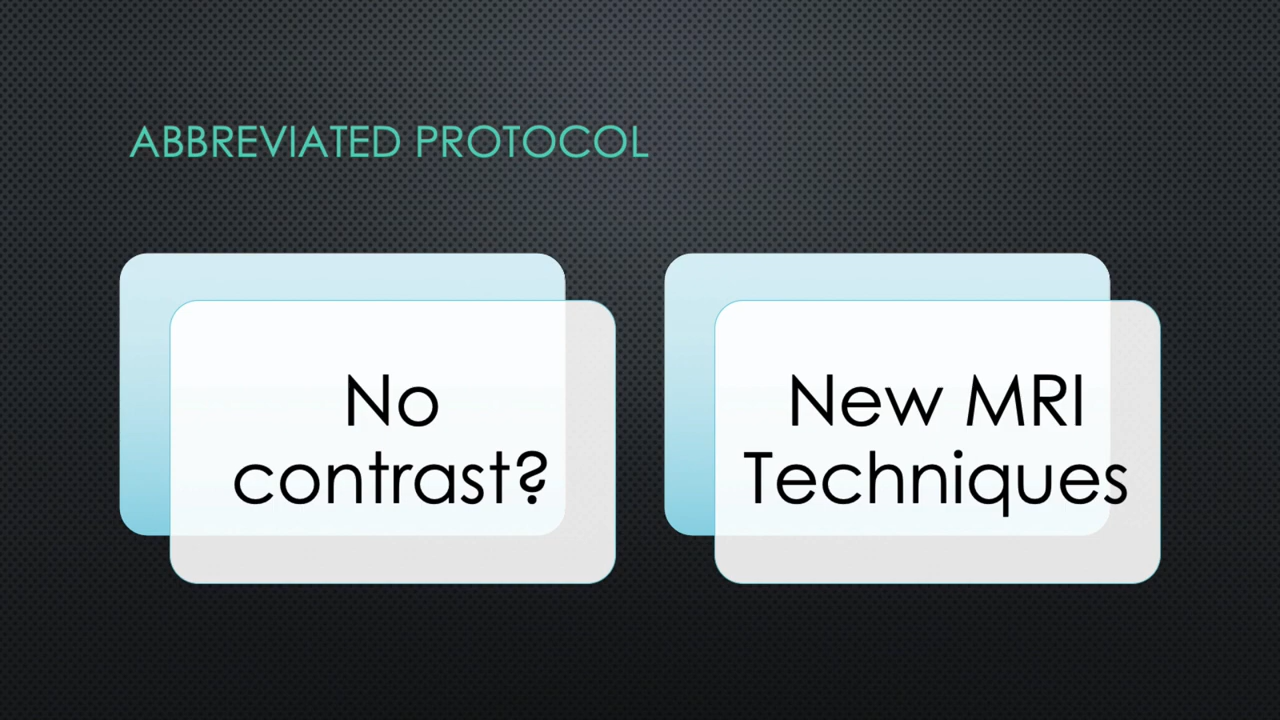 ABBREVIATED PROTOCOL
No
contrast?
New MRI
Techniques